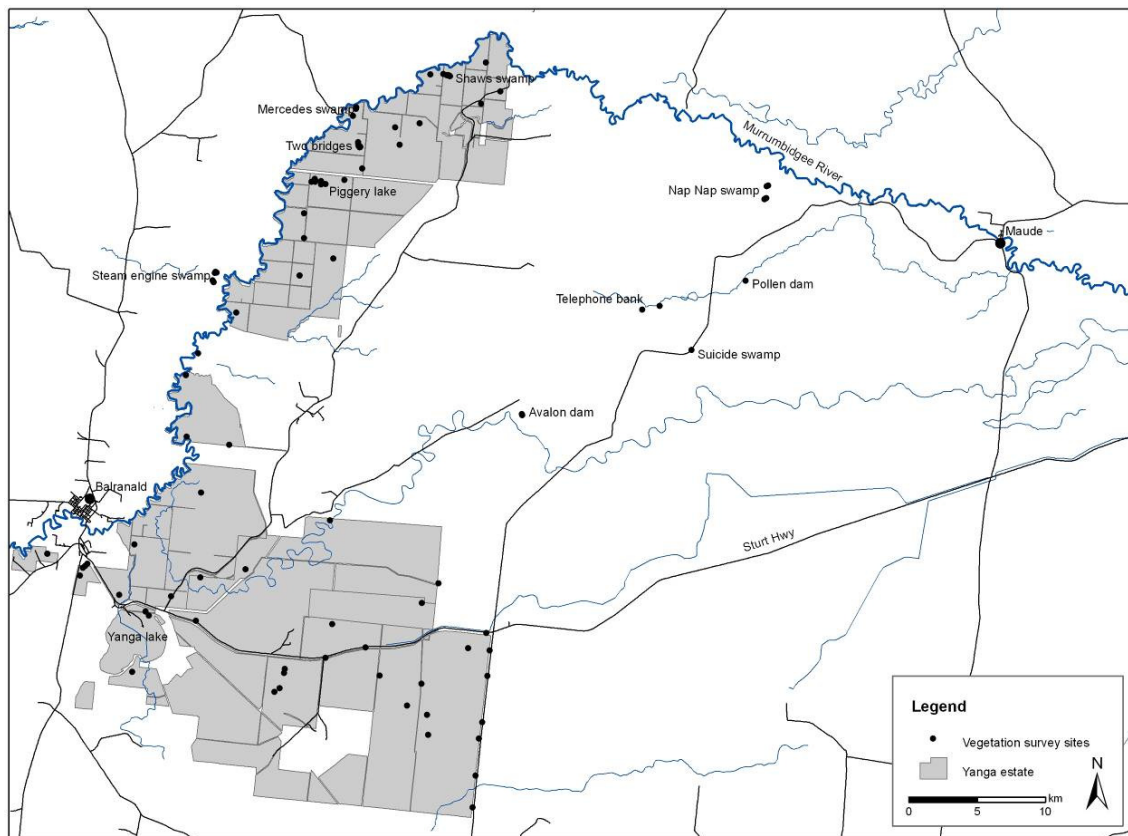 Shaws swamp
Mercedes swamp
Two bridges
Murrumbidgee River
Piggery lake
Nap Nap swamp
Maude
Steam engine swamp
Pollen dam
Telephone bank
Suicide swamp
Avalon dam
Balranald
Sturt Hwy
Yanga lake
Legend
Vegetation survey sites
Yanga estate
N
km
0 5 10